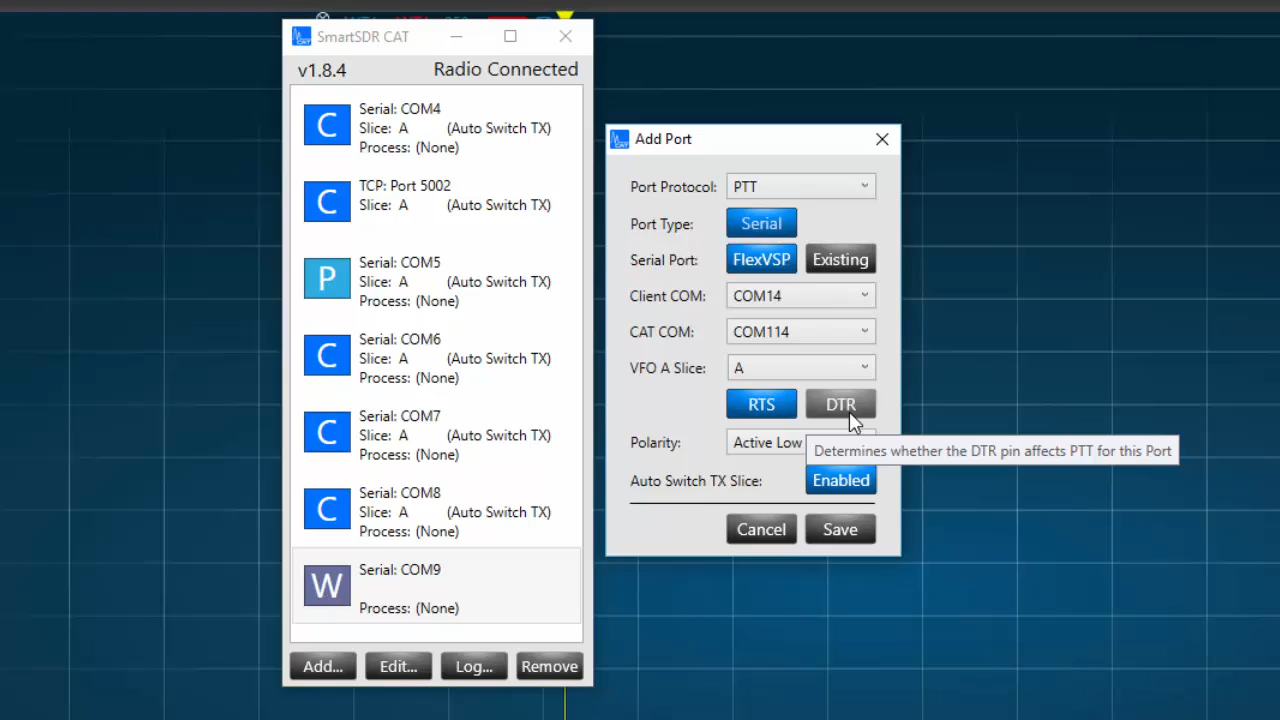 SmartSDR CAT
v1.8.4 Radio Connected
C
Serial: COM4
Slice: A (Auto Switch TX)
Process: (None)
C
TCP: Port 5002
Slice: A (Auto Switch TX)
P
Serial: COM5
Slice: A (Auto Switch TX)
Process: (None)
C
Serial: COM6
Slice: A (Auto Switch TX)
Process: (None)
C
Serial: COM7
Slice: A (Auto Switch TX)
Process: (None)
C
Serial: COM8
Slice: A (Auto Switch TX)
Process: (None)
W
Serial: COM9
Process: (None)
Add... Edit... Log... Remove
CAT
Add Port
Port Protocol: PTT
Port Type: Serial
Serial Port: FlexVSP Existing
Client COM: COM14
CAT COM: COM114
VFO A Slice: A
RTS DTR
Polarity: Active Low
Determines whether the DTR pin affects PTT for this Port
Auto Switch TX Slice: Enabled
Cancel Save